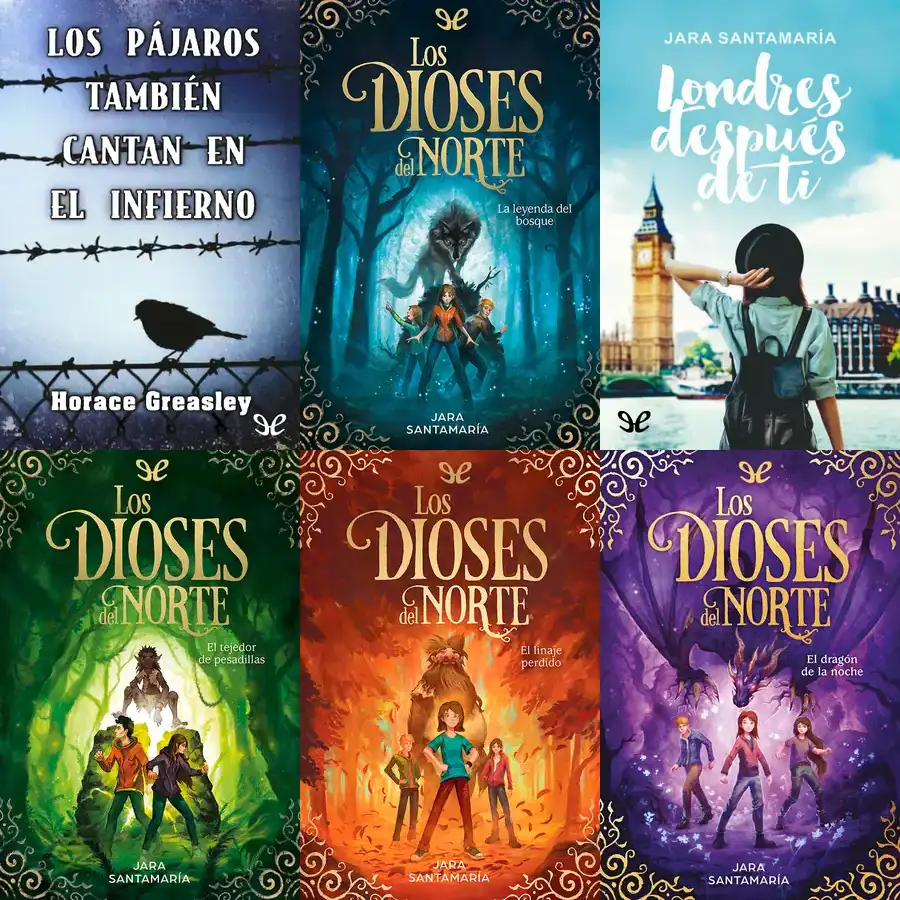 LOS PÁJAROS
TAMBIÉN
CANTAN EN
EL INFIERNO
Horace Greasley
Los
DIOSES
del NORTE
La leyenda del
bosque
JARA
SANTAMARÍA
JARA SANTAMARÍA
Londres
después
de ti
Los
DIOSES
del NORTE
El tejedor
de pesadillas
JARA
SANTAMARÍA
Los
DIOSES
del NORTE
El linaje
perdido
JARA
SANTAMARÍA
Los
DIOSES
del NORTE
El dragón
de la noche
JARA
SANTAMARÍA